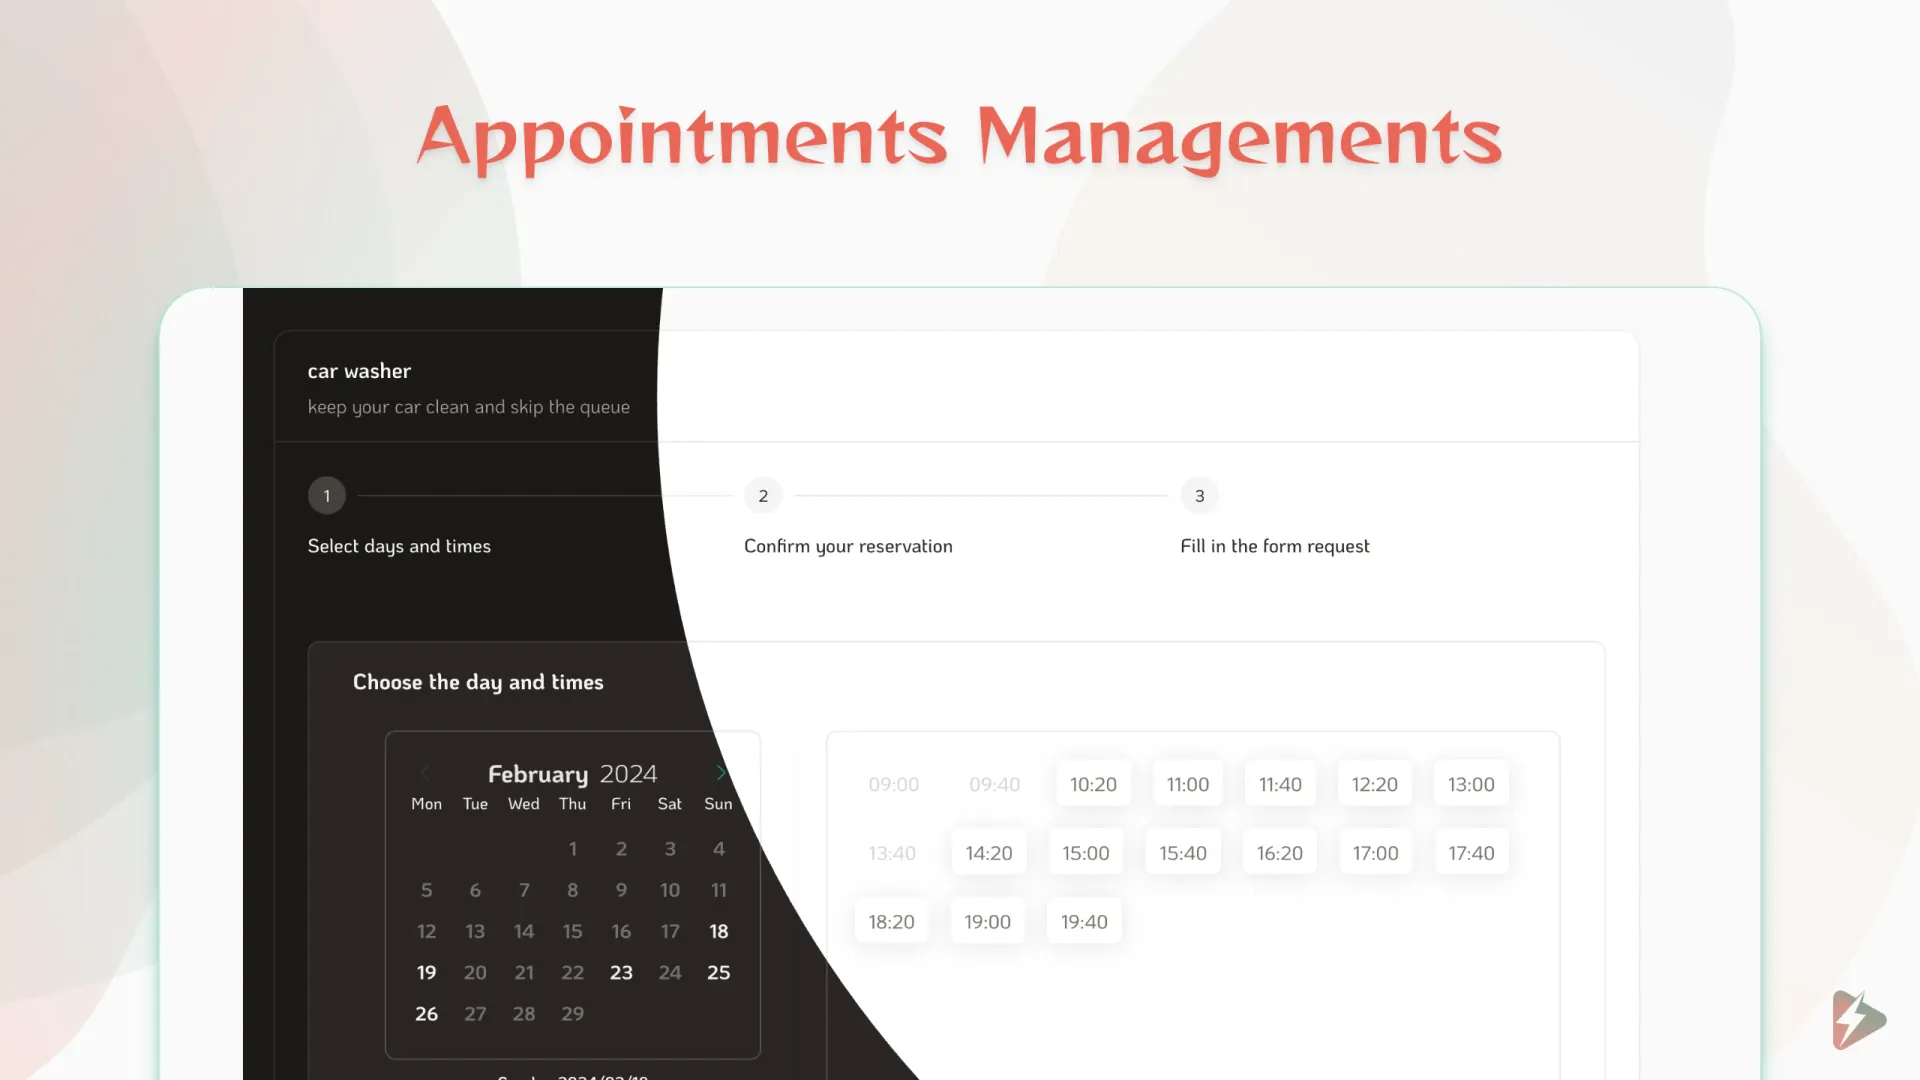 Appointments Managements
car washer
keep your car clean and skip the queue
1
2
3
Select days and times
Confirm your reservation
Fill in the form request
Choose the day and times
February 2024
Mon Tue Wed Thu Fri Sat Sun
1 2 3 4
5 6 7 8 9 10 11
12 13 14 15 16 17 18
19 20 21 22 23 24 25
26 27 28 29
09:00 09:40 10:20 11:00 11:40 12:20 13:00
13:40 14:20 15:00 15:40 16:20 17:00 17:40
18:20 19:00 19:40